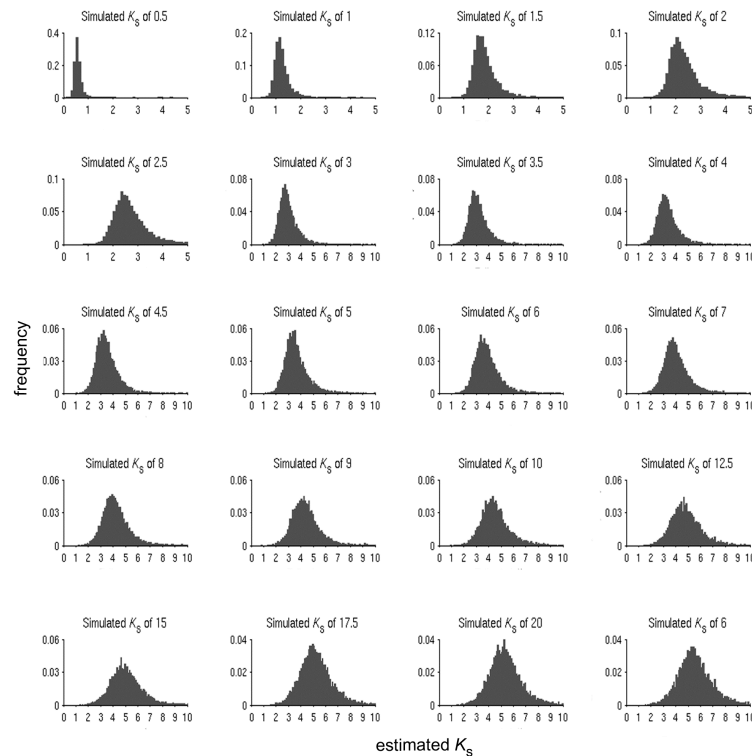 Simulated Ks of 0.5
Simulated Ks of 1
Simulated Ks of 1.5
Simulated Ks of 2
0.4
0.2
0
0 1 2 3 4 5
0.2
0.1
0
0 1 2 3 4 5
0.12
0.06
0
0 1 2 3 4 5
0.1
0.05
0
0 1 2 3 4 5
Simulated Ks of 2.5
Simulated Ks of 3
Simulated Ks of 3.5
Simulated Ks of 4
0.1
0.05
0
0 1 2 3 4 5
0.08
0.04
0
0 1 2 3 4 5 6 7 8 9 10
0.08
0.04
0
0 1 2 3 4 5 6 7 8 9 10
0.08
0.04
0
0 1 2 3 4 5 6 7 8 9 10
frequency
Simulated Ks of 4.5
Simulated Ks of 5
Simulated Ks of 6
Simulated Ks of 7
0.06
0.03
0
0 1 2 3 4 5 6 7 8 9 10
0.06
0.03
0
0 1 2 3 4 5 6 7 8 9 10
0.06
0.03
0
0 1 2 3 4 5 6 7 8 9 10
0.06
0.03
0
0 1 2 3 4 5 6 7 8 9 10
Simulated Ks of 8
Simulated Ks of 9
Simulated Ks of 10
Simulated Ks of 12.5
0.06
0.03
0
0 1 2 3 4 5 6 7 8 9 10
0.06
0.03
0
0 1 2 3 4 5 6 7 8 9 10
0.06
0.03
0
0 1 2 3 4 5 6 7 8 9 10
0.06
0.03
0
0 1 2 3 4 5 6 7 8 9 10
Simulated Ks of 15
Simulated Ks of 17.5
Simulated Ks of 20
Simulated Ks of 6
0.06
0.03
0
0 1 2 3 4 5 6 7 8 9 10
0.04
0.02
0
0 1 2 3 4 5 6 7 8 9 10
0.04
0.02
0
0 1 2 3 4 5 6 7 8 9 10
0.04
0.02
0
0 1 2 3 4 5 6 7 8 9 10
estimated Ks